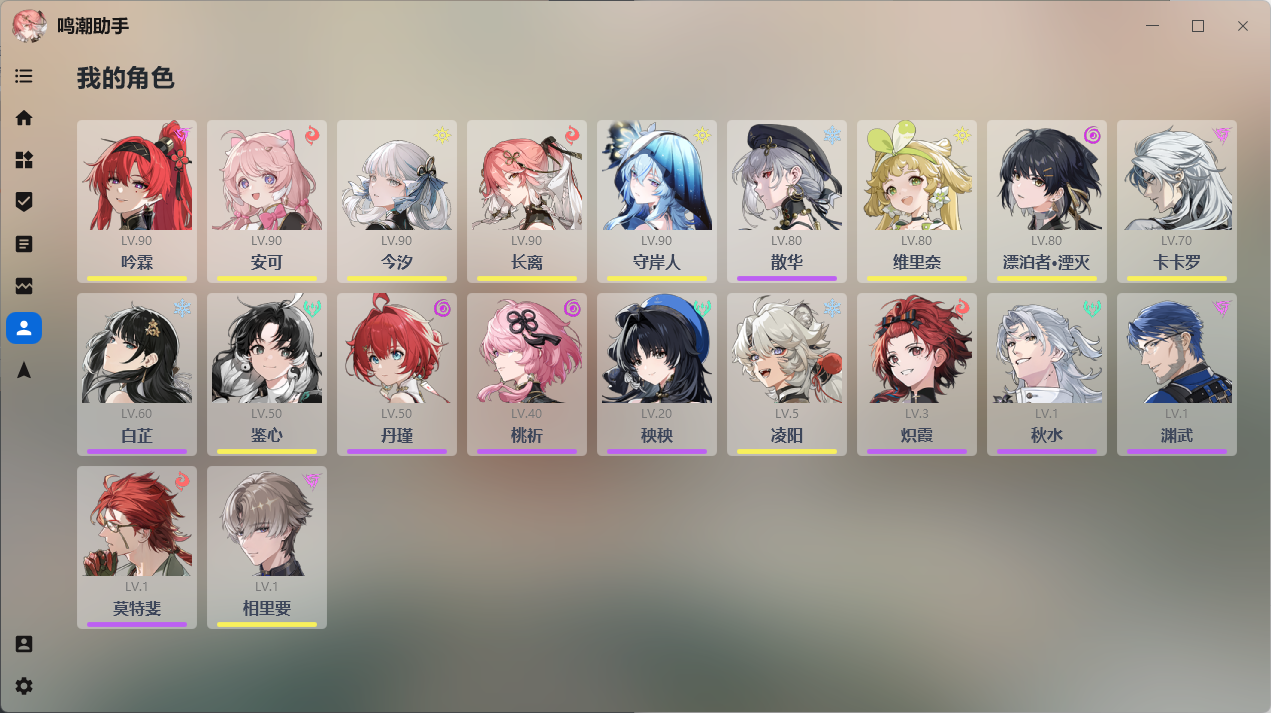 鸣潮助手
我的角色
LV.90 LV.90 LV.90 LV.90 LV.90 LV.80 LV.80 LV.80 LV.70
吟霖 安可 今汐 长离 守岸人 散华 维里奈 漂泊者•湮灭 卡卡罗
LV.60 LV.50 LV.50 LV.40 LV.20 LV.5 LV.3 LV.1 LV.1
白芷 鉴心 丹瑾 桃祈 秧秧 凌阳 炽霞 秋水 渊武
LV.1 LV.1
莫特斐 相里要